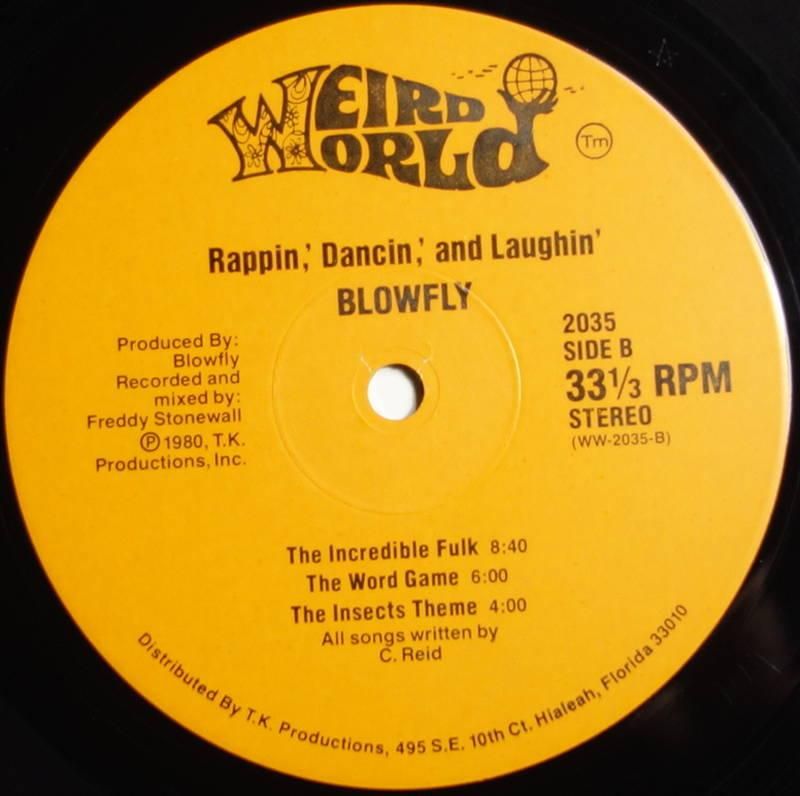 WEIRD
WORLD
Tm
Rappin,' Dancin,' and Laughin'
BLOWFLY
Produced By:
Blowfly
Recorded and
mixed by:
Freddy Stonewall
℗ 1980, T.K.
Productions, Inc.
2035
SIDE B
33 1/3 RPM
STEREO
(WW-2035-B)
The Incredible Fulk 8:40
The Word Game 6:00
The Insects Theme 4:00
All songs written by
C. Reid
Distributed By T.K. Productions, 495 S.E. 10th Ct. Hialeah, Florida 33010